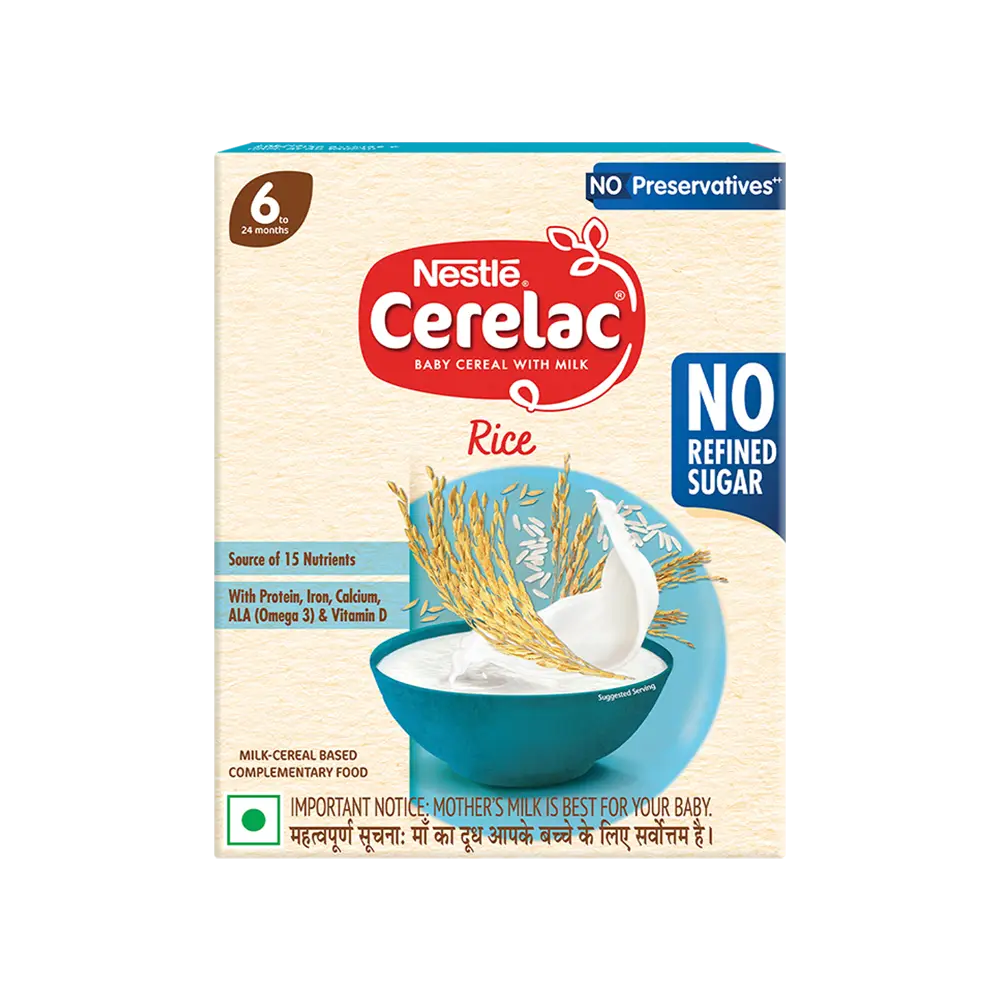 6 to
24 months
NO Preservatives++
Nestlé®
Cerelac®
BABY CEREAL WITH MILK
Rice
NO
REFINED
SUGAR
Source of 15 Nutrients
With Protein, Iron, Calcium,
ALA (Omega 3) & Vitamin D
Suggested Serving
MILK-CEREAL BASED
COMPLEMENTARY FOOD
IMPORTANT NOTICE: MOTHER'S MILK IS BEST FOR YOUR BABY.
महत्वपूर्ण सूचना: माँ का दूध आपके बच्चे के लिए सर्वोत्तम है।